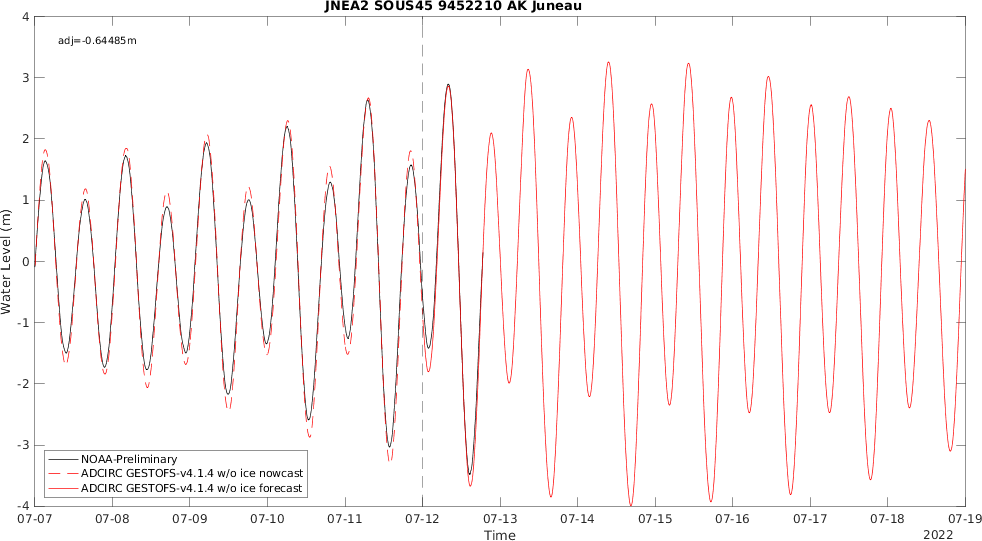 JNEA2 SOUS45 9452210 AK Juneau
adj=-0.64485m
4
3
2
1
0
-1
-2
-3
-4
Water Level (m)
NOAA-Preliminary
ADCIRC GESTOFS-v4.1.4 w/o ice nowcast
ADCIRC GESTOFS-v4.1.4 w/o ice forecast
07-07 07-08 07-09 07-10 07-11 07-12 07-13 07-14 07-15 07-16 07-17 07-18 07-19
Time
2022